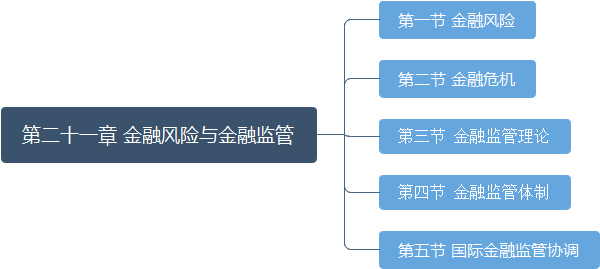 第一节 金融风险
第二节 金融危机
第二十一章 金融风险与金融监管
第三节 金融监管理论
第四节 金融监管体制
第五节 国际金融监管协调